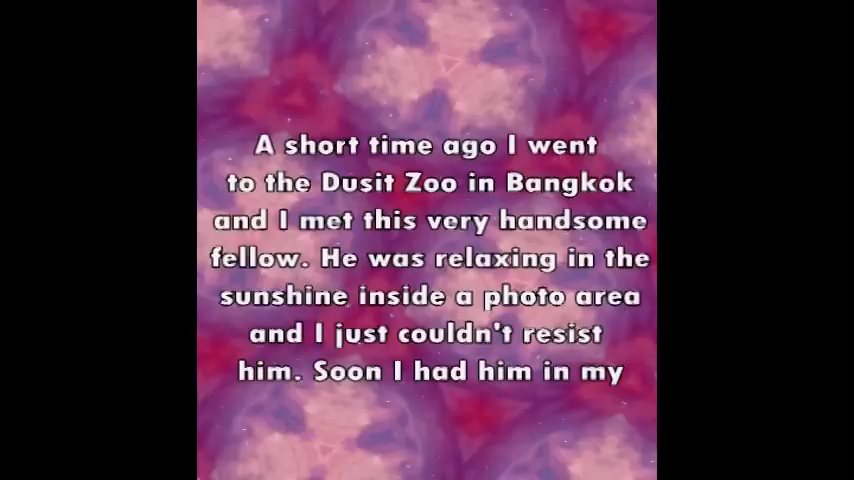 A short time ago I went
to the Dusit Zoo in Bangkok
and I met this very handsome
fellow. He was relaxing in the
sunshine inside a photo area
and I just couldn't resist
him. Soon I had him in my